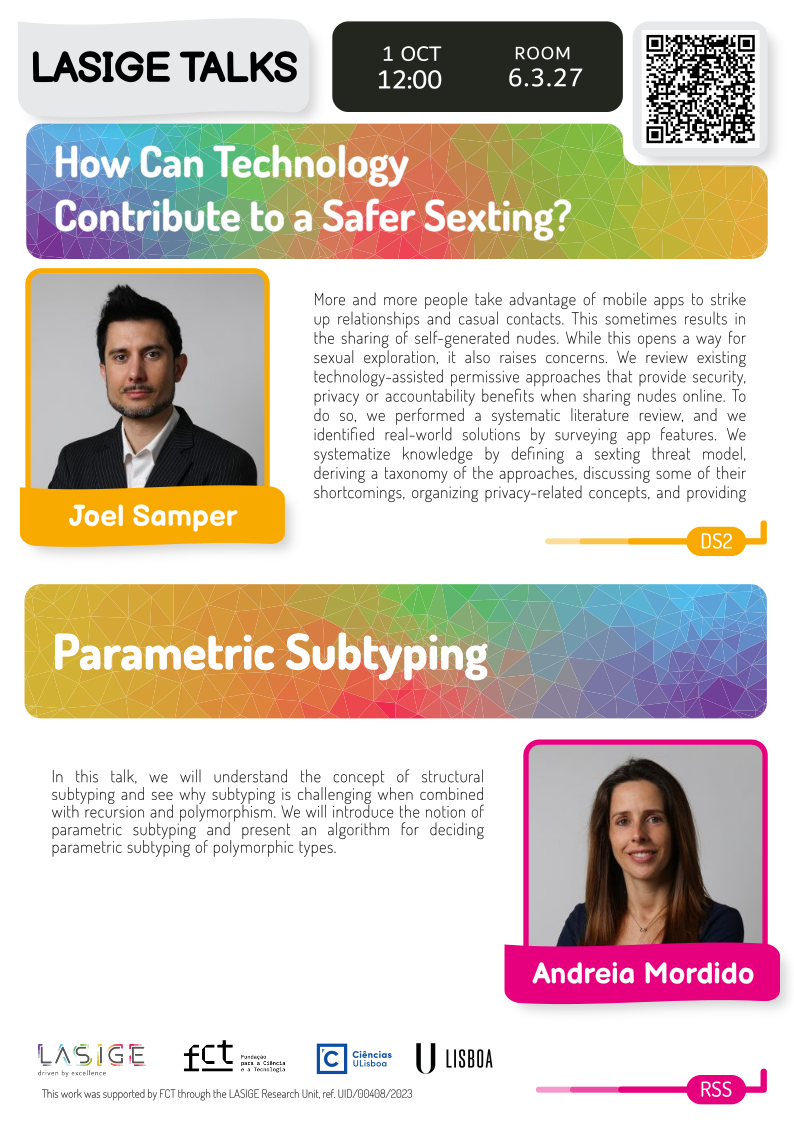 LASIGE TALKS
1 OCT
12:00
ROOM
6.3.27
How Can Technology
Contribute to a Safer Sexting?
More and more people take advantage of mobile apps to strike
up relationships and casual contacts. This sometimes results in
the sharing of self-generated nudes. While this opens a way for
sexual exploration, it also raises concerns. We review existing
technology-assisted permissive approaches that provide security,
privacy or accountability benefits when sharing nudes online. To
do so, we performed a systematic literature review, and we
identified real-world solutions by surveying app features. We
systematize knowledge by defining a sexting threat model,
deriving a taxonomy of the approaches, discussing some of their
shortcomings, organizing privacy-related concepts, and providing
Joel Samper
DS2
Parametric Subtyping
In this talk, we will understand the concept of structural
subtyping and see why subtyping is challenging when combined
with recursion and polymorphism. We will introduce the notion of
parametric subtyping and present an algorithm for deciding
parametric subtyping of polymorphic types.
Andreia Mordido
LASIGE
driven by excellence
fct
Fundação
para a Ciência
e a Tecnologia
C
Ciências
ULisboa
U LISBOA
This work was supported by FCT through the LASIGE Research Unit, ref. UID/00408/2023
RSS